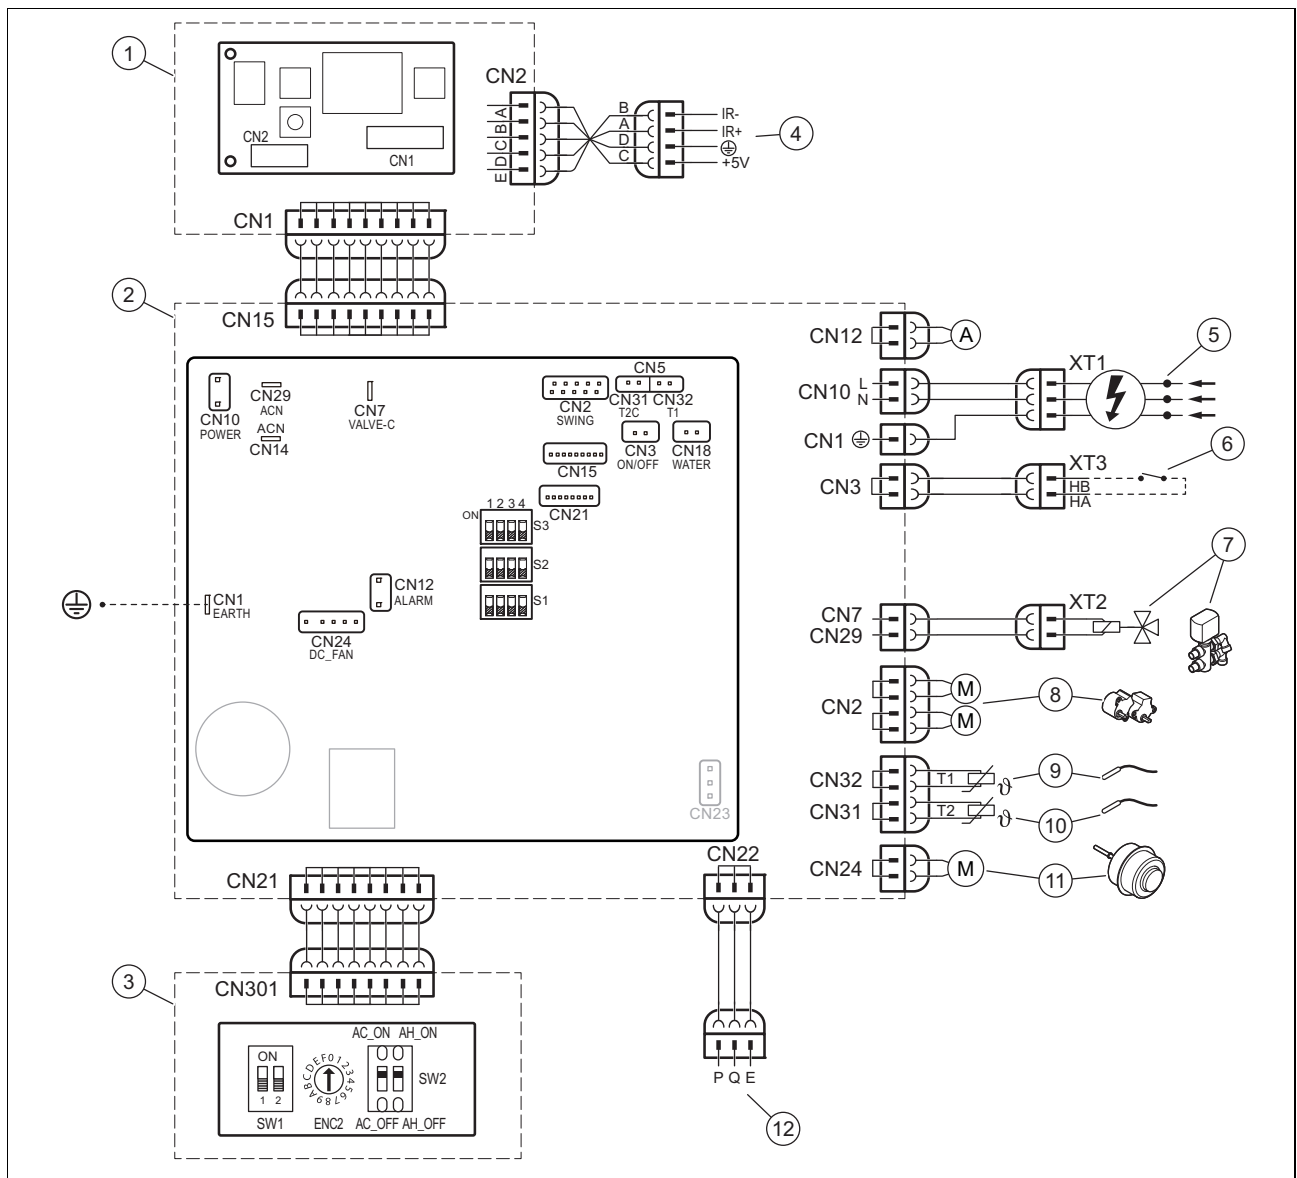 1
CN2
CN1
CN2
A
B
C
D
E
B
A
D
C
IR-
IR+
+5V
4
CN1
2
CN15
CN10
POWER
CN29
ACN
ACN
CN14
CN7
VALVE-C
CN2
SWING
CN5
CN31
T2C
CN32
T1
CN3
ON/OFF
CN18
WATER
CN15
CN21
1 2 3 4
ON
S3
S2
S1
CN1
EARTH
CN12
ALARM
CN24
DC_FAN
CN23
CN12
A
CN10
L
N
XT1
5
CN1
CN3
XT3
HB
HA
6
CN7
CN29
XT2
7
CN2
M
M
8
CN32
T1
ϑ
9
CN31
T2
ϑ
10
CN24
M
11
CN21
CN22
3
CN301
ON
1 2
SW1
0123456789ABCDEF
ENC2
AC_ON AH_ON
SW2
AC_OFF AH_OFF
P Q E
12